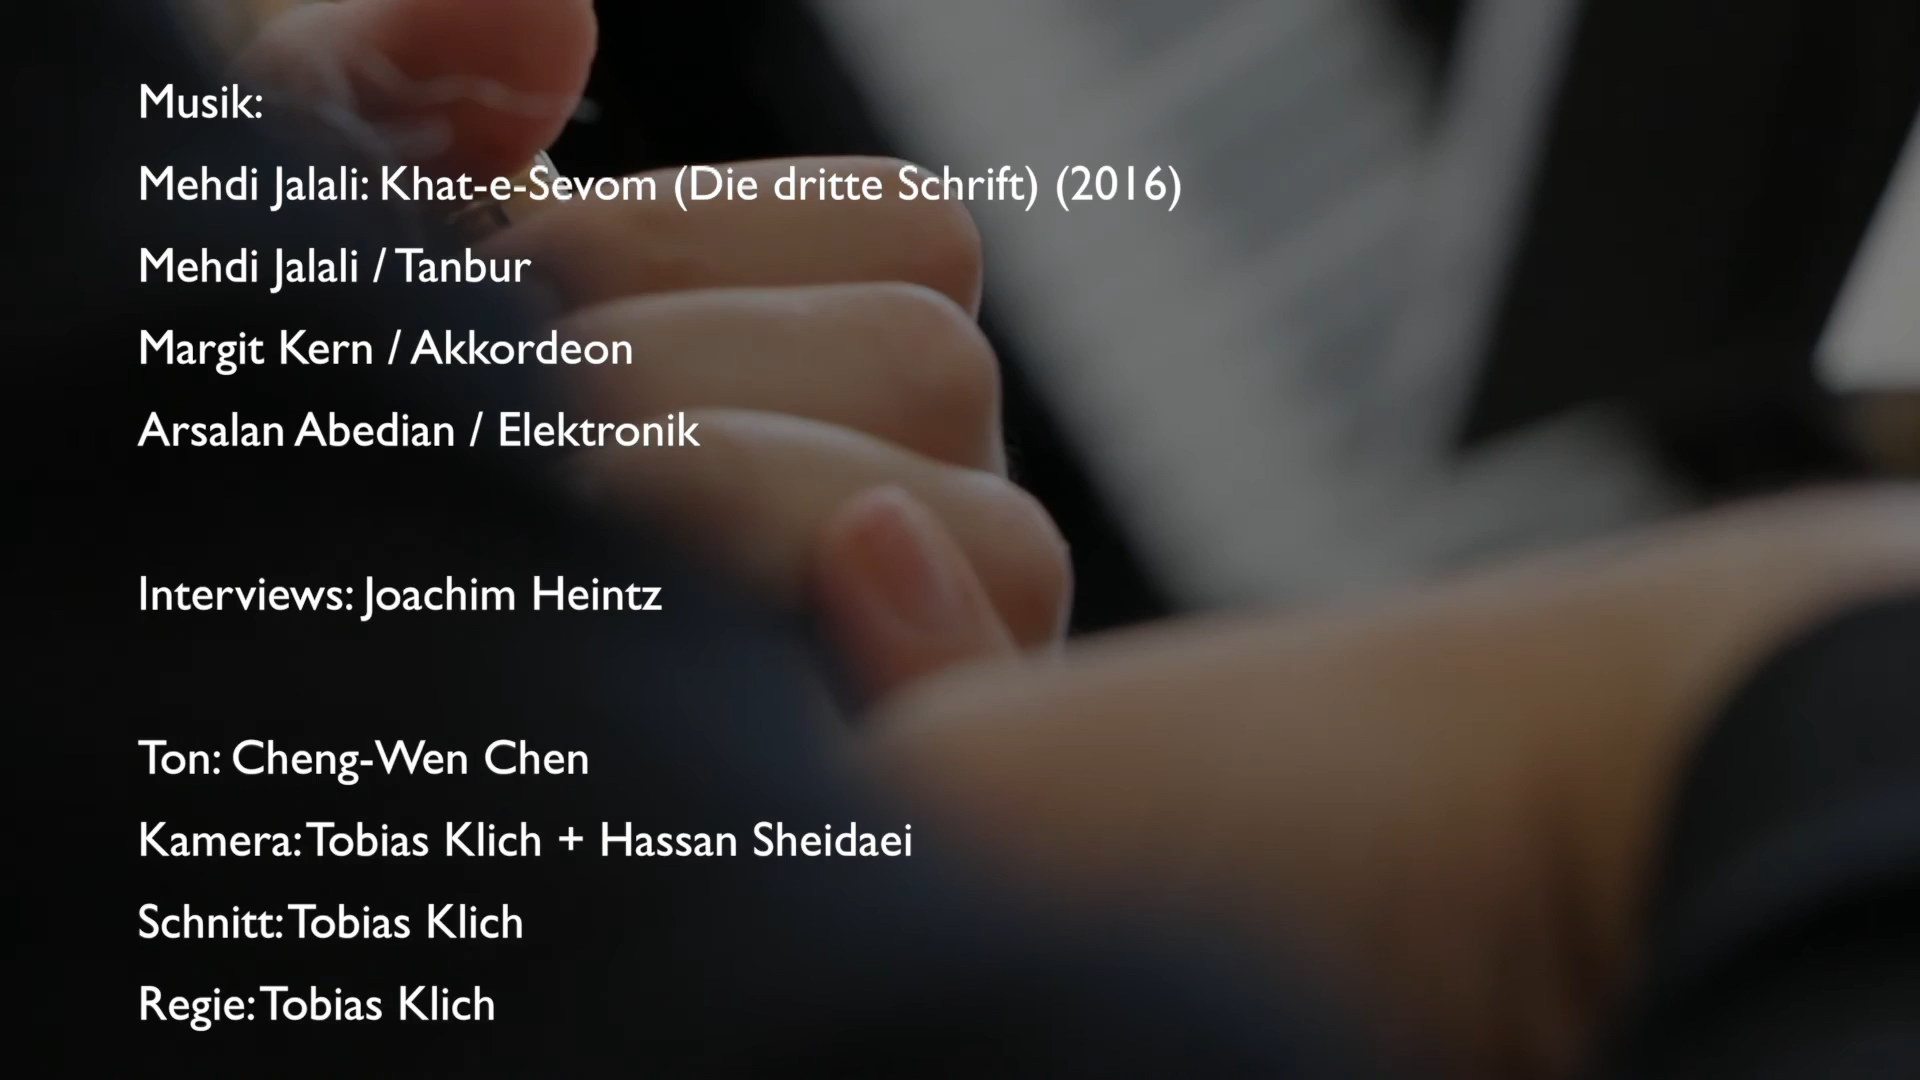 Musik:
Mehdi Jalali: Khat-e-Sevom (Die dritte Schrift) (2016)
Mehdi Jalali / Tanbur
Margit Kern / Akkordeon
Arsalan Abedian / Elektronik
Interviews: Joachim Heintz
Ton: Cheng-Wen Chen
Kamera: Tobias Klich + Hassan Sheidaei
Schnitt: Tobias Klich
Regie: Tobias Klich